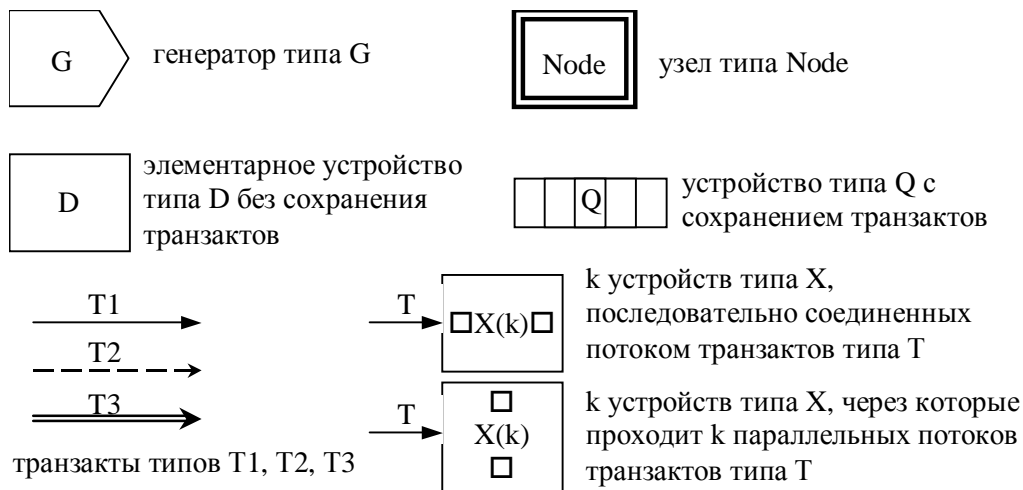 G
генератор типа G
Node
узел типа Node
D
элементарное устройство
типа D без сохранения
транзактов
Q
устройство типа Q с
сохранением транзактов
T1
T2
T3
транзакты типов T1, T2, T3
T
X(k)
k устройств типа X,
последовательно соединенных
потоком транзактов типа T
T
X(k)
k устройств типа X, через которые
проходит k параллельных потоков
транзактов типа T